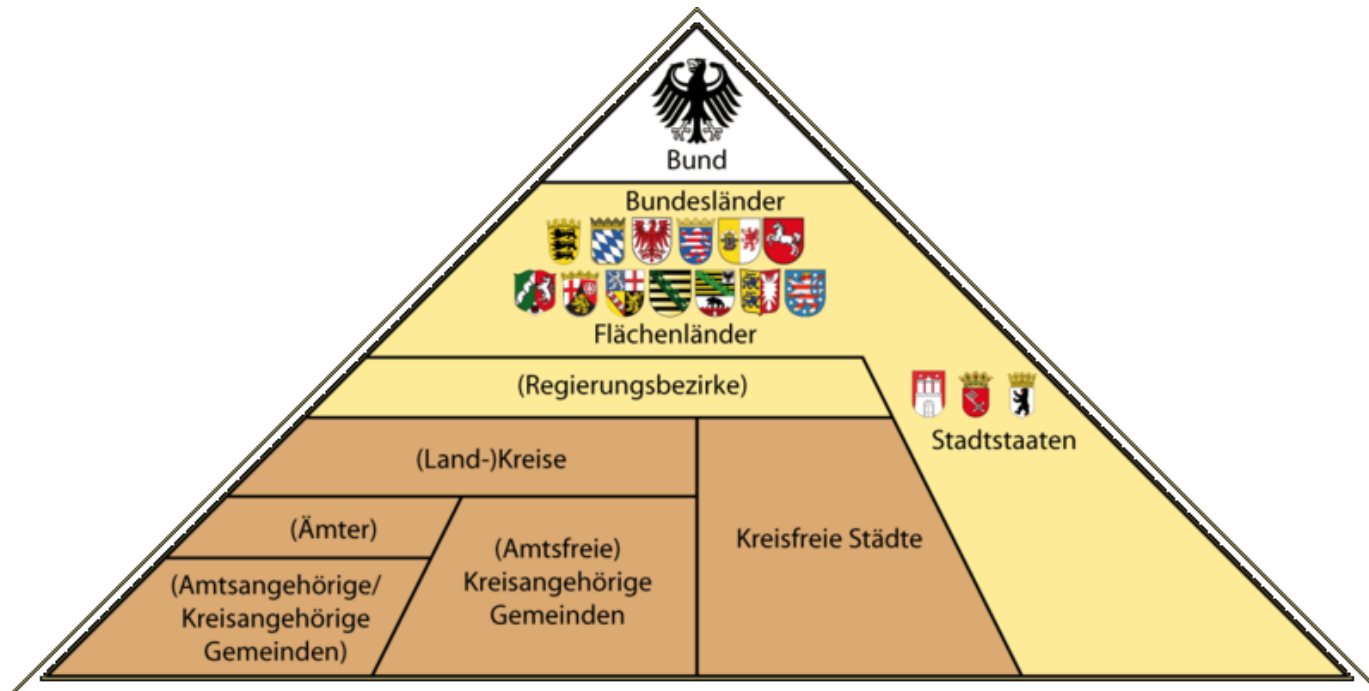 Bund
Bundesländer
Flächenländer
(Regierungsbezirke)
Stadtstaaten
(Land-)Kreise
(Ämter)
(Amtsangehörige/
Kreisangehörige
Gemeinden)
(Amtsfreie)
Kreisangehörige
Gemeinden
Kreisfreie Städte